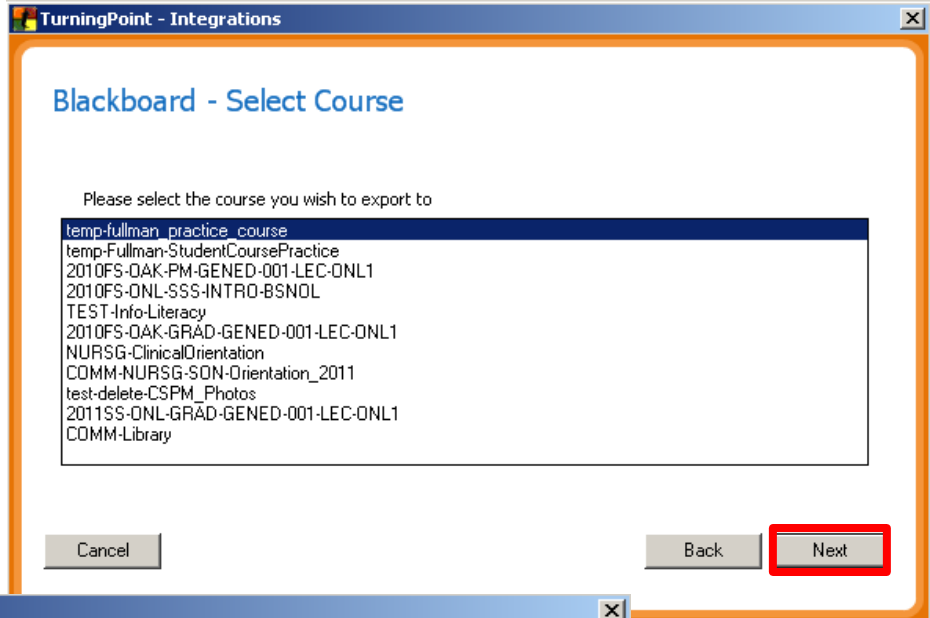 TurningPoint - Integrations
Blackboard - Select Course
Please select the course you wish to export to
temp-fullman_practice_course
temp-Fullman-StudentCoursePractice
2010FS-OAK-PM-GENED-001-LEC-ONL1
2010FS-ONL-SSS-INTRO-BSNOL
TEST-Info-Literacy
2010FS-OAK-GRAD-GENED-001-LEC-ONL1
NURSG-ClinicalOrientation
COMM-NURSG-SON-Orientation_2011
test-delete-CSPM_Photos
2011SS-ONL-GRAD-GENED-001-LEC-ONL1
COMM-Library
Cancel Back Next